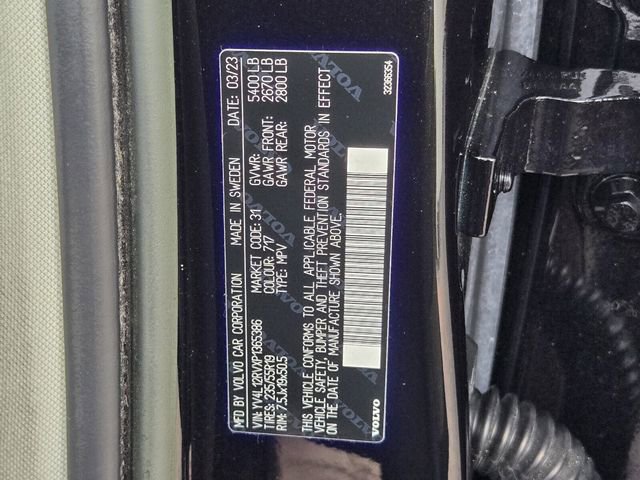 MFD BY VOLVO CAR CORPORATION MADE IN SWEDEN DATE: 03/23
VIN: YV4L12RVXP1365386 MARKET CODE: 31 GVWR: 5400 LB
TIRES: 235/55R19 COLOUR: 717 GAWR FRONT: 2670 LB
RIM: 7.5Jx19x50.5 TYPE: MPV GAWR REAR: 2800 LB
THIS VEHICLE CONFORMS TO ALL APPLICABLE FEDERAL MOTOR
VEHICLE SAFETY, BUMPER AND THEFT PREVENTION STANDARDS IN EFFECT
ON THE DATE OF MANUFACTURE SHOWN ABOVE.
VOLVO 32366354